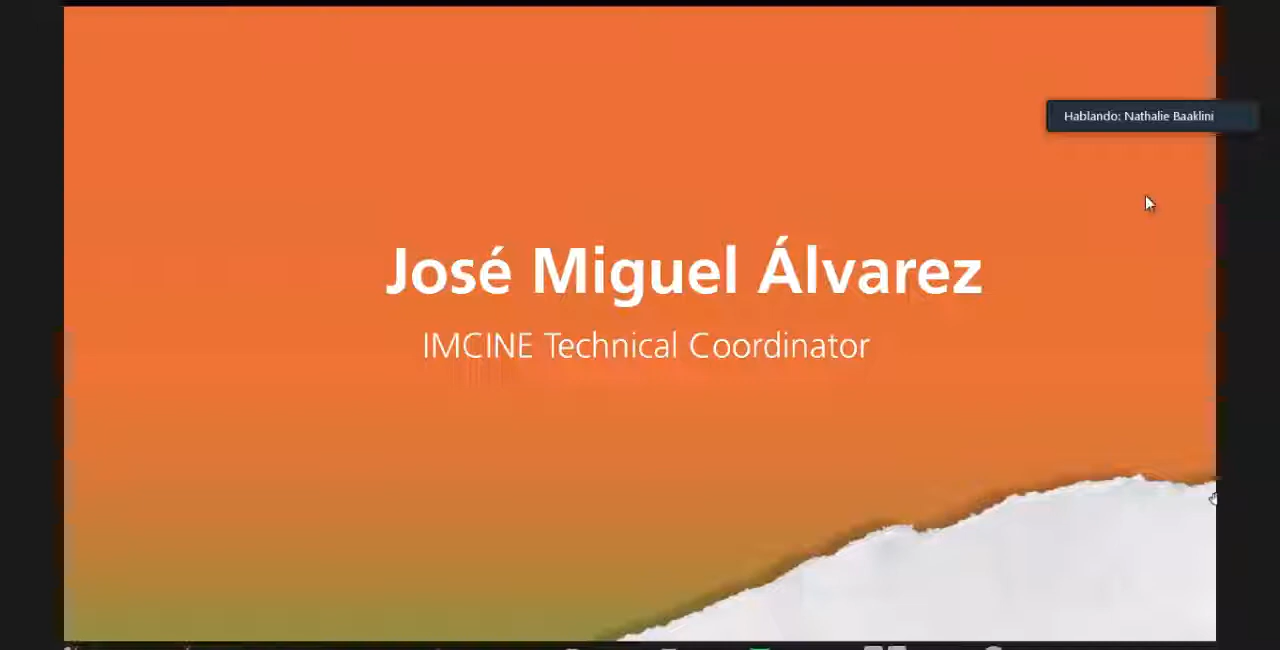 Hablando: Nathalie Baaklini
José Miguel Álvarez
IMCINE Technical Coordinator